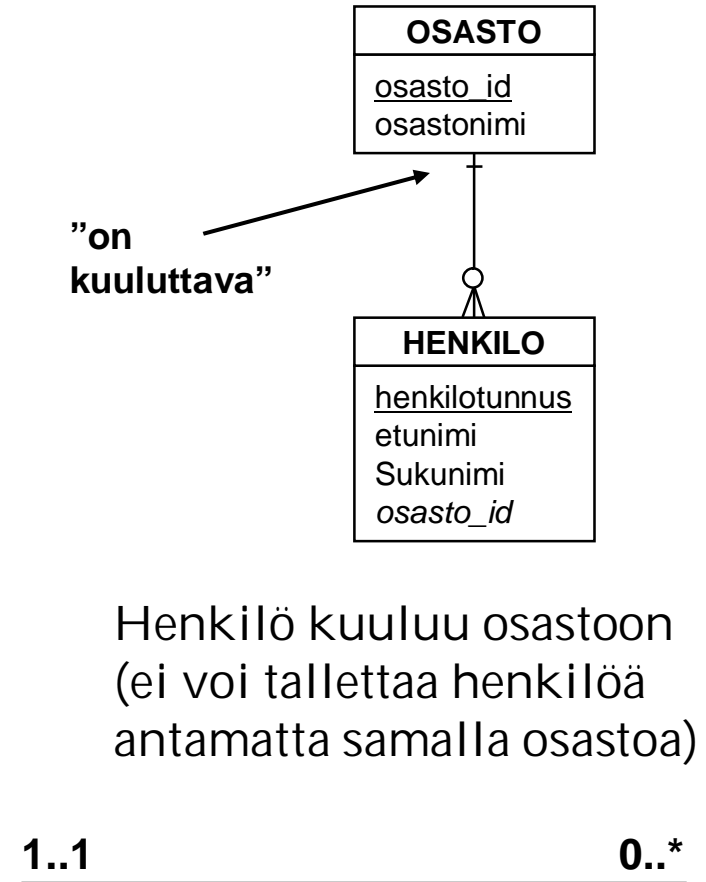 OSASTO
osasto_id
osastonimi
”on
kuuluttava”
HENKILO
henkilotunnus
etunimi
Sukunimi
osasto_id
Henkilö kuuluu osastoon
(ei voi tallettaa henkilöä
antamatta samalla osastoa)
1..1 0..*